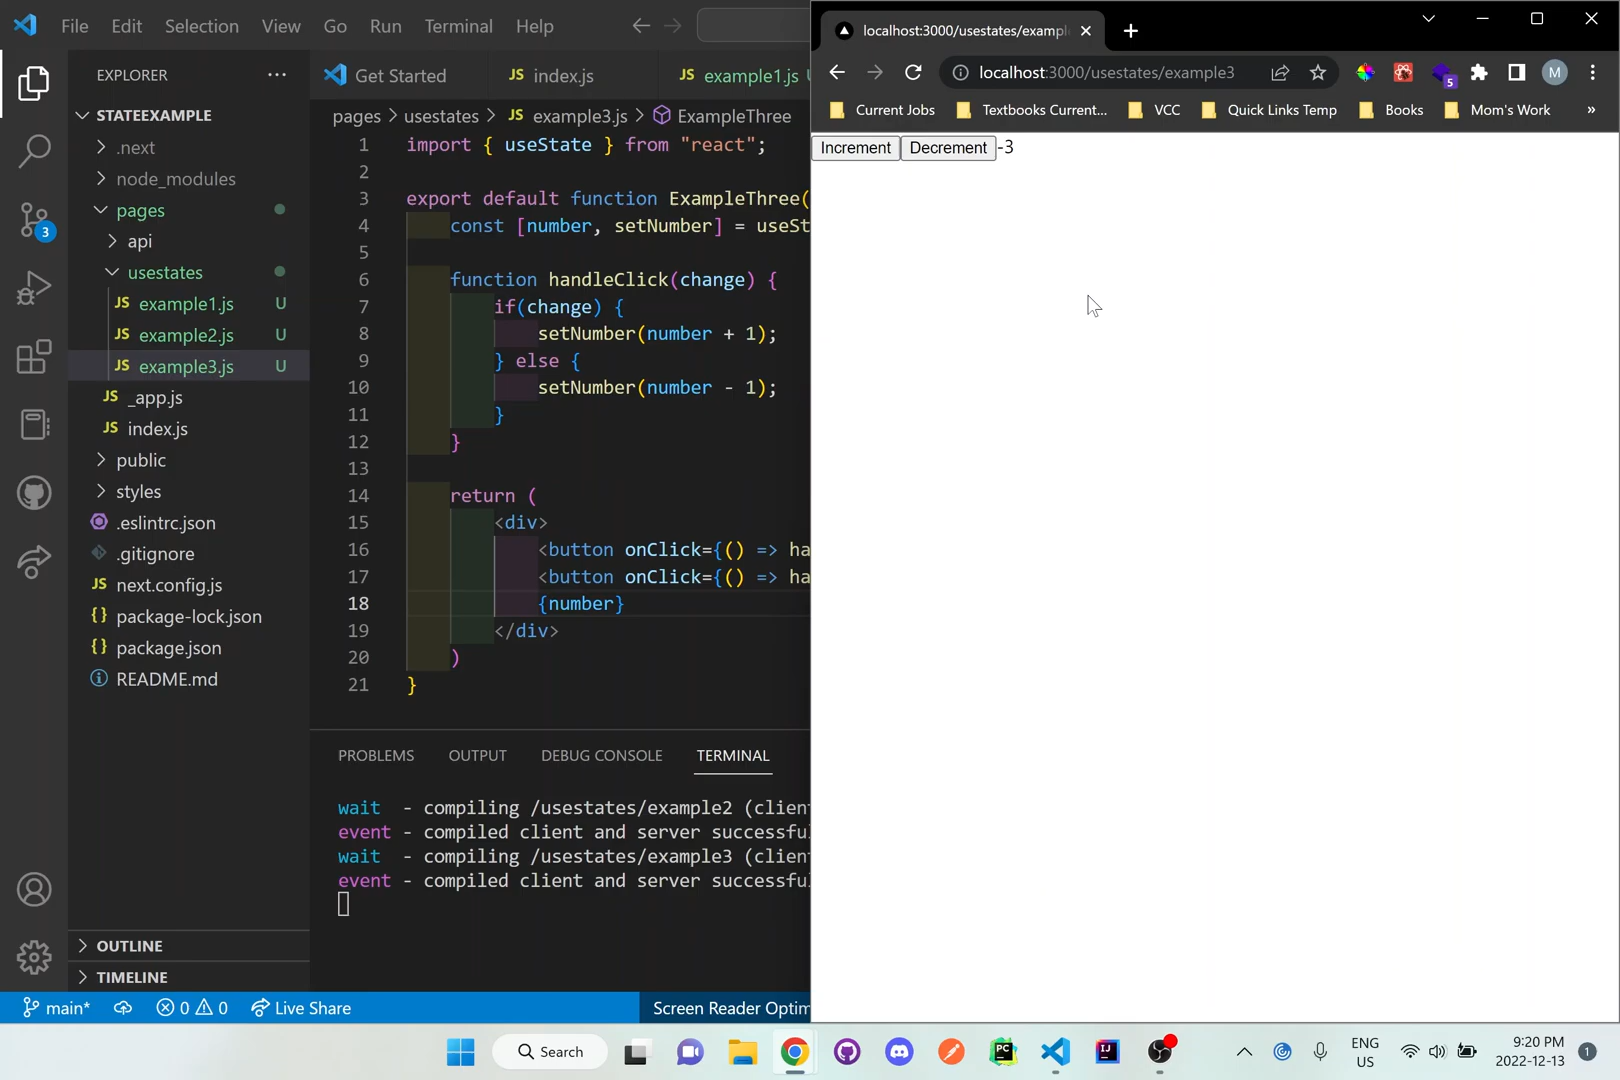 File Edit Selection View Go Run Terminal Help
EXPLORER
STATEEXAMPLE
.next
node_modules
pages
api
usestates
JS example1.js U
JS example2.js U
JS example3.js U
JS _app.js
JS index.js
public
styles
.eslintrc.json
.gitignore
JS next.config.js
{} package-lock.json
{} package.json
README.md
OUTLINE
TIMELINE
3
Get Started JS index.js JS example1.js U
pages > usestates > JS example3.js > ExampleThree
1 import { useState } from "react";
2
3 export default function ExampleThree(
4 const [number, setNumber] = useSt
5
6 function handleClick(change) {
7 if(change) {
8 setNumber(number + 1);
9 } else {
10 setNumber(number - 1);
11 }
12 }
13
14 return (
15 <div>
16 <button onClick={() => ha
17 <button onClick={() => ha
18 {number}
19 </div>
20 )
21 }
PROBLEMS OUTPUT DEBUG CONSOLE TERMINAL
wait - compiling /usestates/example2 (clien
event - compiled client and server successfu
wait - compiling /usestates/example3 (clien
event - compiled client and server successfu
main* 0 0 Live Share Screen Reader Optim
localhost:3000/usestates/exampl
localhost:3000/usestates/example3
5 M
Current Jobs Textbooks Current... VCC Quick Links Temp Books Mom's Work »
Increment Decrement -3
Search
PC IJ
ENG
US
9:20 PM
2022-12-13
1